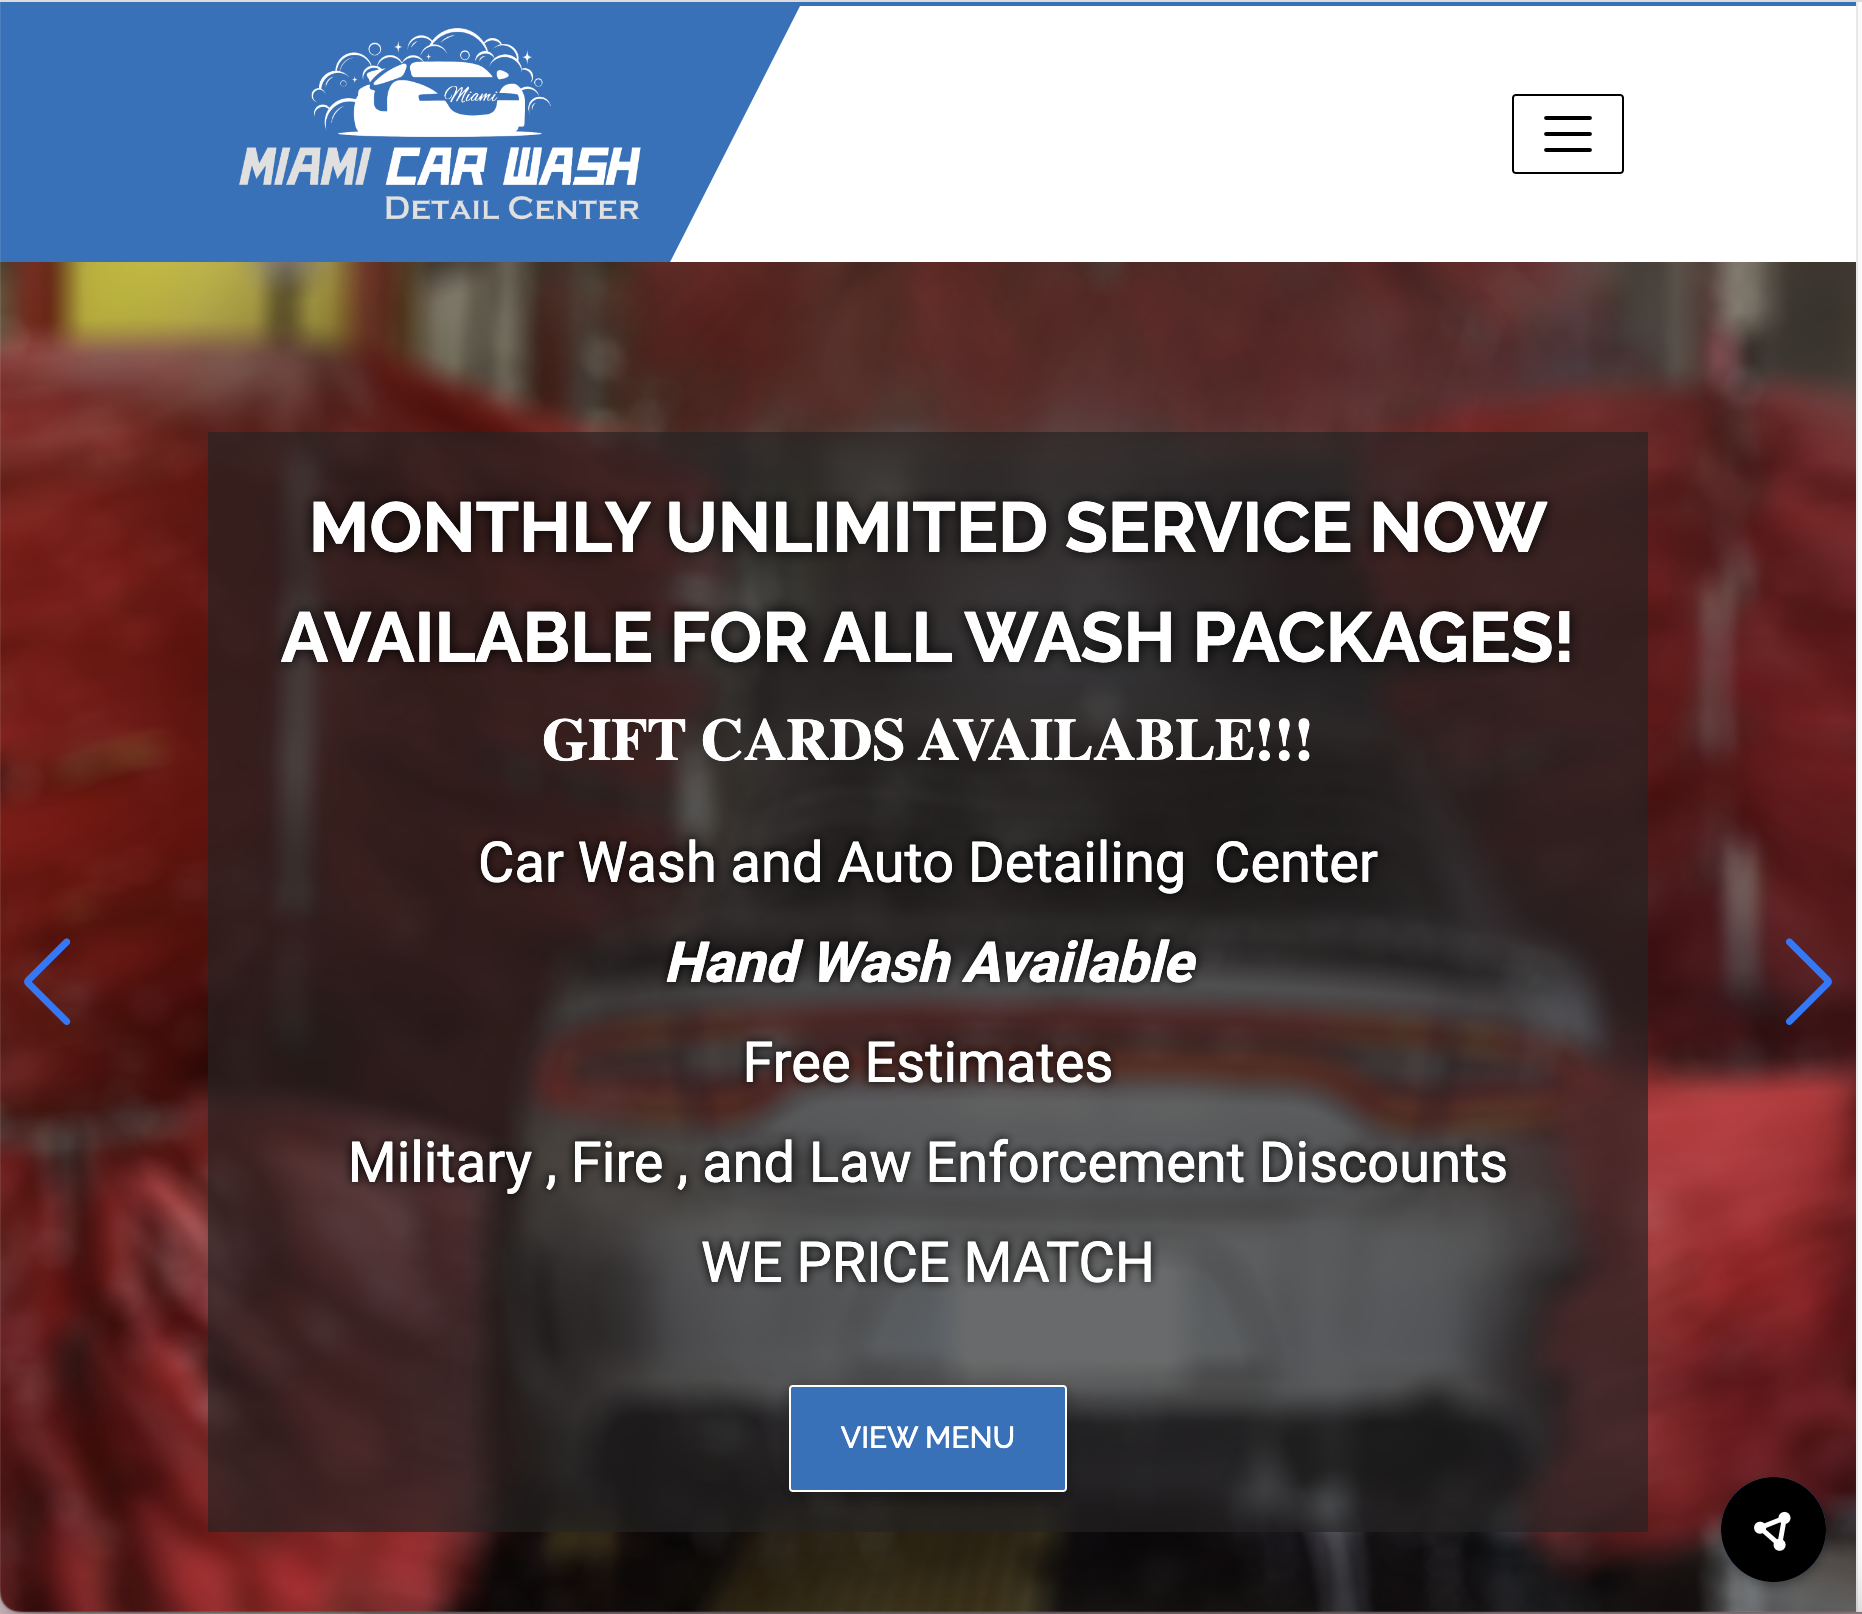 Miami
MIAMI CAR WASH
DETAIL CENTER
MONTHLY UNLIMITED SERVICE NOW
AVAILABLE FOR ALL WASH PACKAGES!
GIFT CARDS AVAILABLE!!!
Car Wash and Auto Detailing  Center
Hand Wash Available
Free Estimates
Military , Fire , and Law Enforcement Discounts
WE PRICE MATCH
VIEW MENU